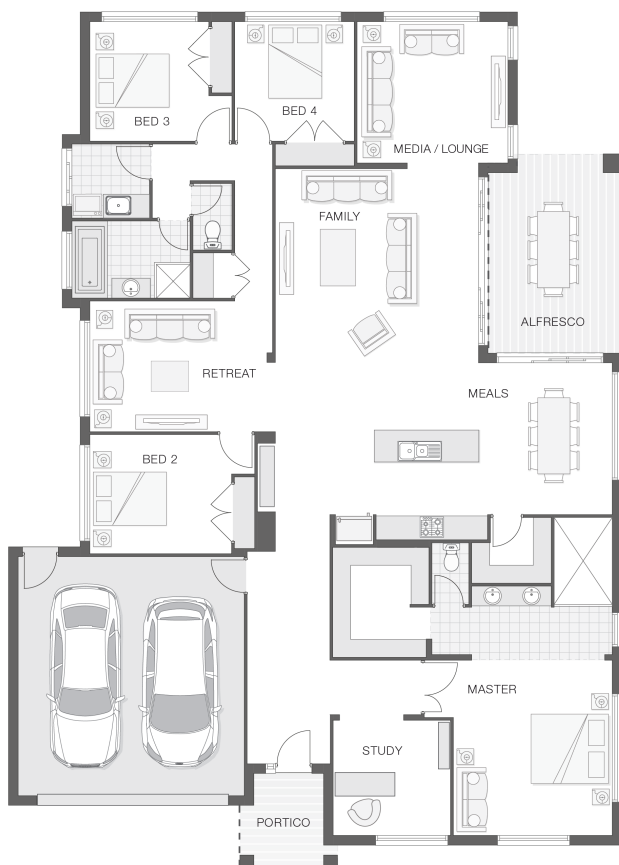 BED 3
BED 4
MEDIA / LOUNGE
FAMILY
ALFRESCO
RETREAT
MEALS
BED 2
MASTER
STUDY
PORTICO